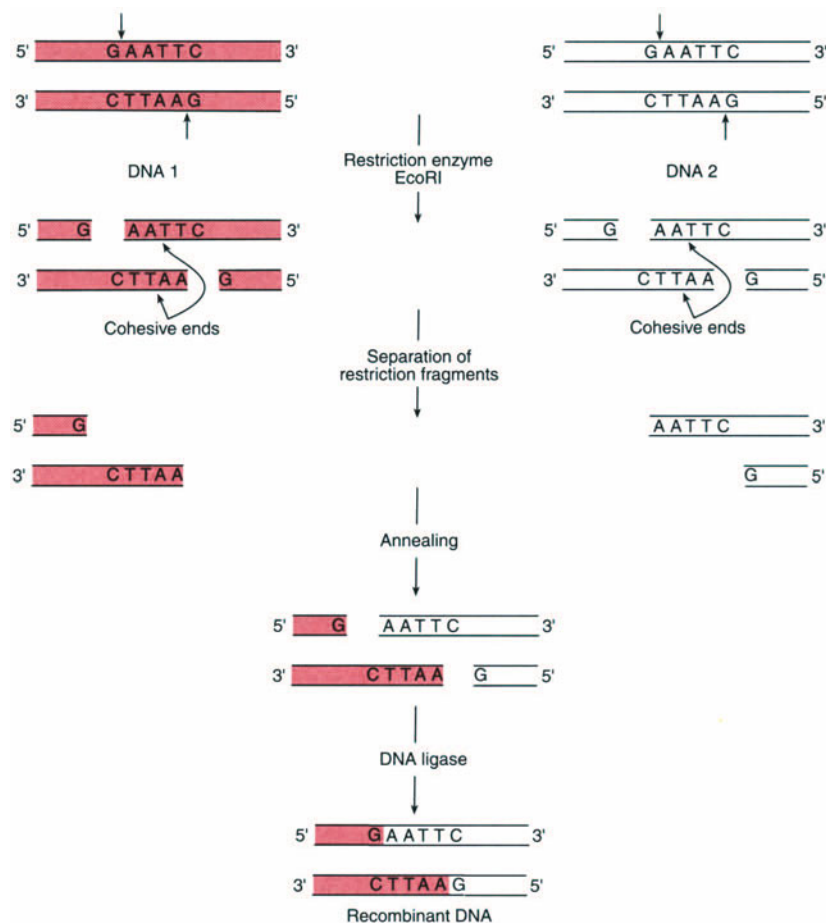 5' GAATTC 3'
5' GAATTC 3'
3' CTTAAG 5'
3' CTTAAG 5'
DNA 1
Restriction enzyme
EcoRI
DNA 2
5' G AATTC 3'
5' G AATTC 3'
3' CTTAA G 5'
3' CTTAA G 5'
Cohesive ends
Cohesive ends
Separation of
restriction fragments
5' G
AATTC 3'
3' CTTAA
G 5'
Annealing
5' G AATTC 3'
3' CTTAA G 5'
DNA ligase
5' GAATTC 3'
3' CTTAAG 5'
Recombinant DNA